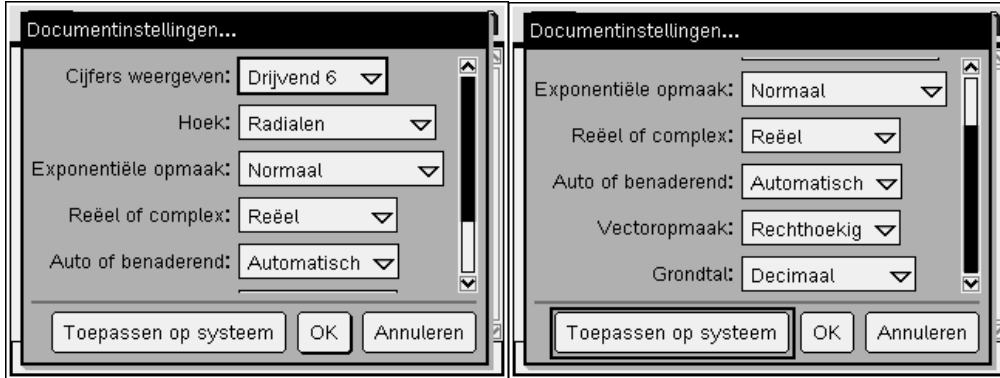 Documentinstellingen...
Cijfers weergeven: Drijvend 6
Hoek: Radialen
Exponentiële opmaak: Normaal
Reëel of complex: Reëel
Auto of benaderend: Automatisch
Toepassen op systeem OK Annuleren
Documentinstellingen...
Exponentiële opmaak: Normaal
Reëel of complex: Reëel
Auto of benaderend: Automatisch
Vectoropmaak: Rechthoekig
Grondtal: Decimaal
Toepassen op systeem OK Annuleren